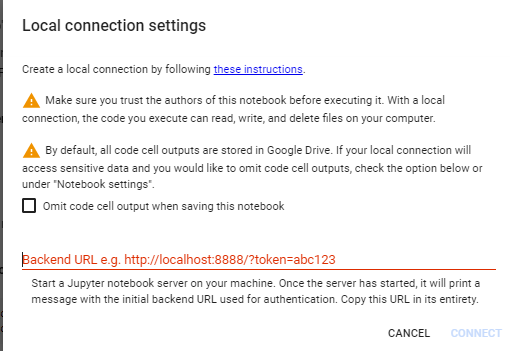 Local connection settings
Create a local connection by following these instructions.
Make sure you trust the authors of this notebook before executing it. With a local
connection, the code you execute can read, write, and delete files on your computer.
By default, all code cell outputs are stored in Google Drive. If your local connection will
access sensitive data and you would like to omit code cell outputs, check the option below or
under "Notebook settings".
Omit code cell output when saving this notebook
Backend URL e.g. http://localhost:8888/?token=abc123
Start a Jupyter notebook server on your machine. Once the server has started, it will print a
message with the initial backend URL used for authentication. Copy this URL in its entirety.
CANCEL CONNECT